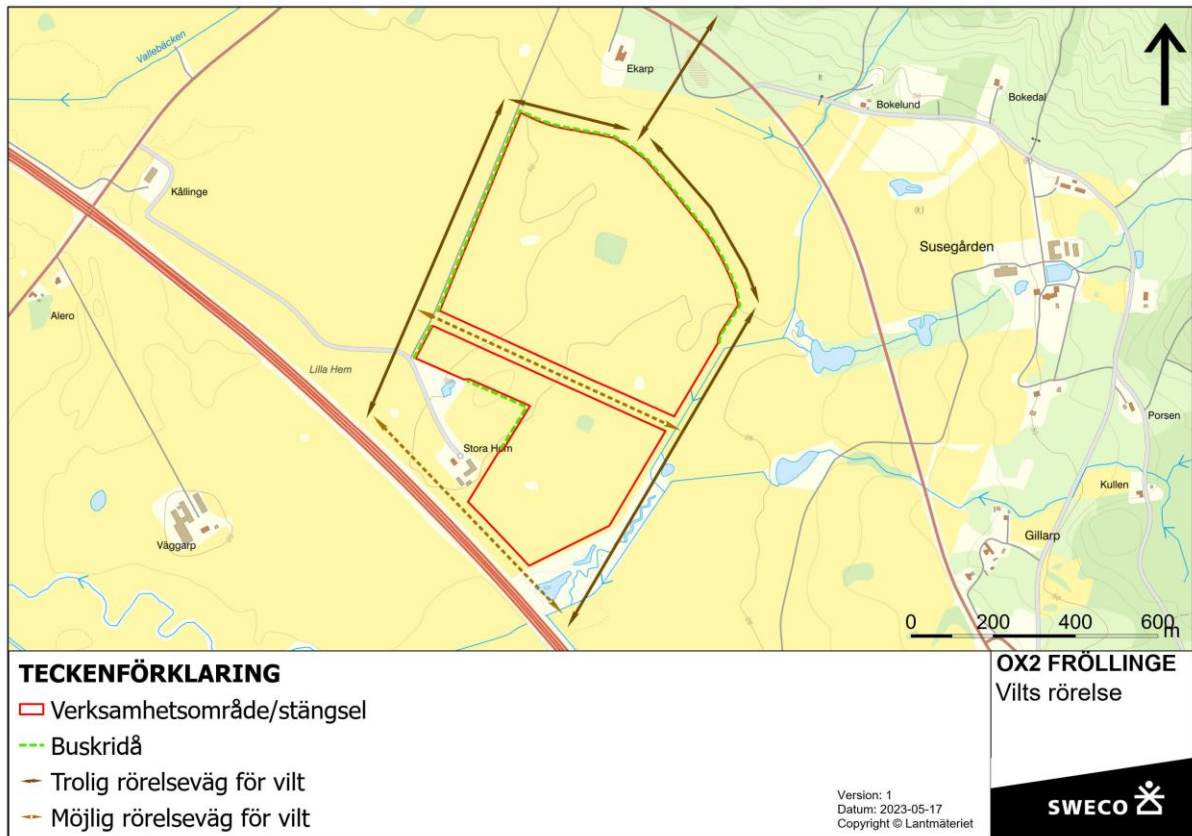 Vallebäcken
Ekarp
Bokelund
Bokedal
Kållinge
Susegården
Alero
Lilla Hem
Stora Hum
Porsen
Kullen
Gillarp
Väggarp
0 200 400 600 m
TECKENFÖRKLARING
Verksamhetsområde/stängsel
Buskridå
Trolig rörelseväg för vilt
Möjlig rörelseväg för vilt
Version: 1
Datum: 2023-05-17
Copyright © Lantmäteriet
OX2 FRÖLLINGE
Vilts rörelse
SWECO